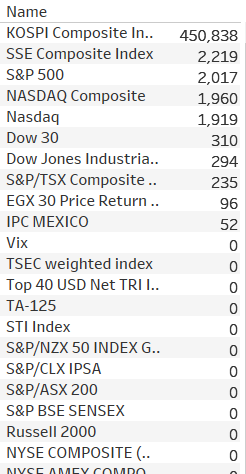 Name
KOSPI Composite In.. 450,838
SSE Composite Index 2,219
S&P 500 2,017
NASDAQ Composite 1,960
Nasdaq 1,919
Dow 30 310
Dow Jones Industria.. 294
S&P/TSX Composite .. 235
EGX 30 Price Return .. 96
IPC MEXICO 52
Vix 0
TSEC weighted index 0
Top 40 USD Net TRI I.. 0
TA-125 0
STI Index 0
S&P/NZX 50 INDEX G.. 0
S&P/CLX IPSA 0
S&P/ASX 200 0
S&P BSE SENSEX 0
Russell 2000 0
NYSE COMPOSITE (.. 0
NYSE AMEX COMPO.. 0